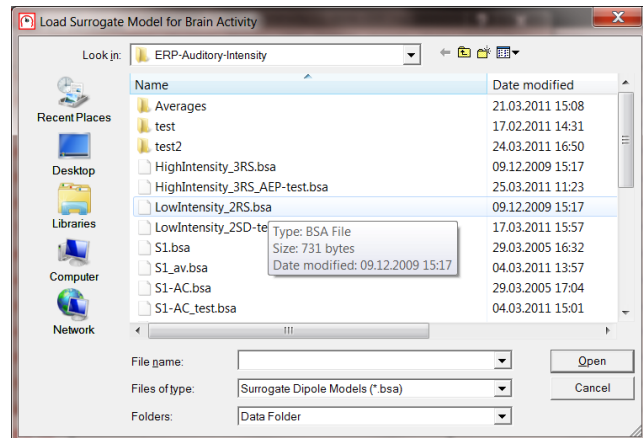 Load Surrogate Model for Brain Activity
Look in: ERP-Auditory-Intensity
Name Date modified
Averages 21.03.2011 15:08
test 17.02.2011 14:31
test2 24.03.2011 16:50
HighIntensity_3RS.bsa 09.12.2009 15:17
HighIntensity_3RS_AEP-test.bsa 25.03.2011 11:23
LowIntensity_2RS.bsa 09.12.2009 15:17
LowIntensity_2SD-te 17.03.2011 15:57
Type: BSA File
Size: 731 bytes
Date modified: 09.12.2009 15:17
S1.bsa 29.03.2005 16:32
S1_av.bsa 04.03.2011 13:57
S1-AC.bsa 29.03.2005 17:04
S1-AC_test.bsa 04.03.2011 15:01
Recent Places
Desktop
Libraries
Computer
Network
File name:
Open
Files of type: Surrogate Dipole Models (*.bsa)
Cancel
Folders: Data Folder